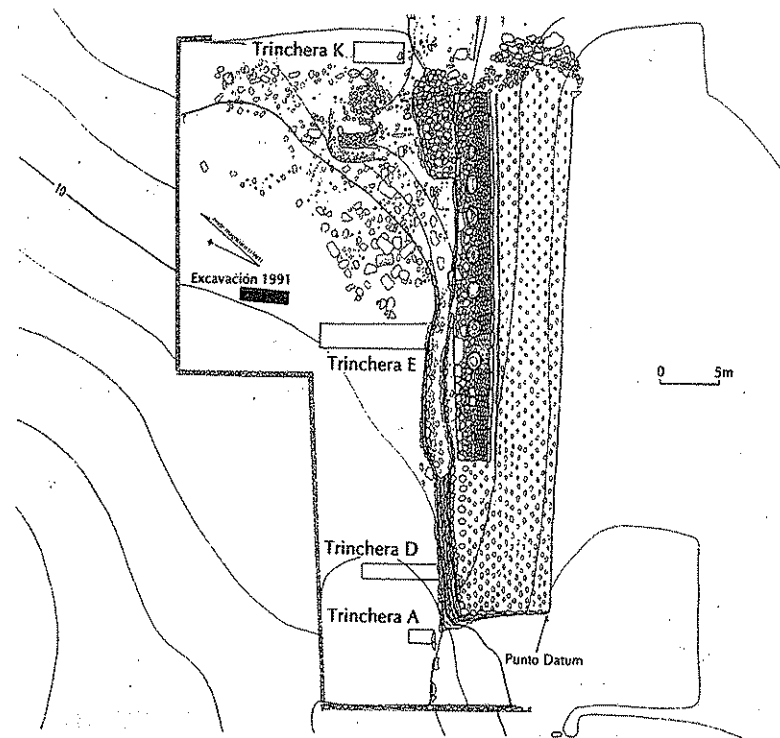 Trinchera K
10
Excavación 1991
Trinchera E
0 5m
Trinchera D
Trinchera A
Punto Datum